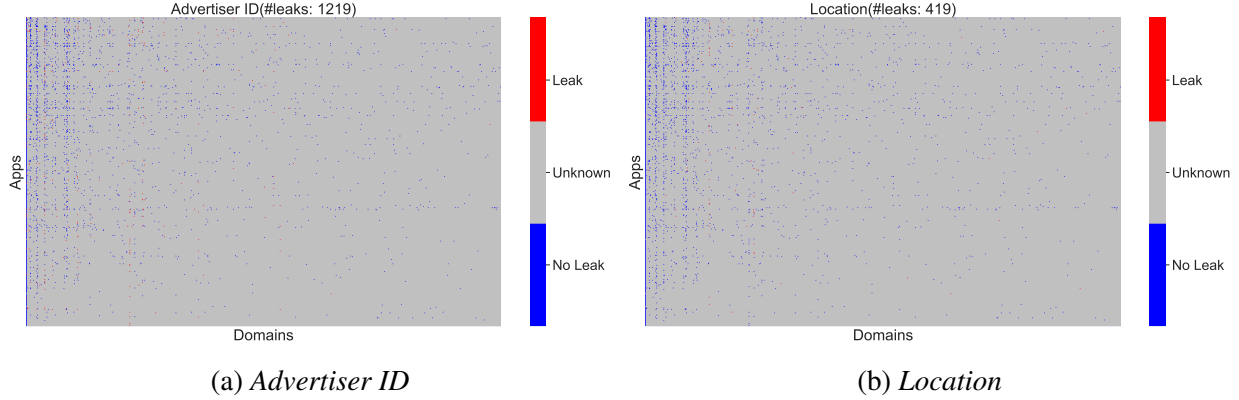 Advertiser ID(#leaks: 1219)
Leak
Unknown
No Leak
Apps
Domains
(a) Advertiser ID
Location(#leaks: 419)
Leak
Unknown
No Leak
Apps
Domains
(b) Location